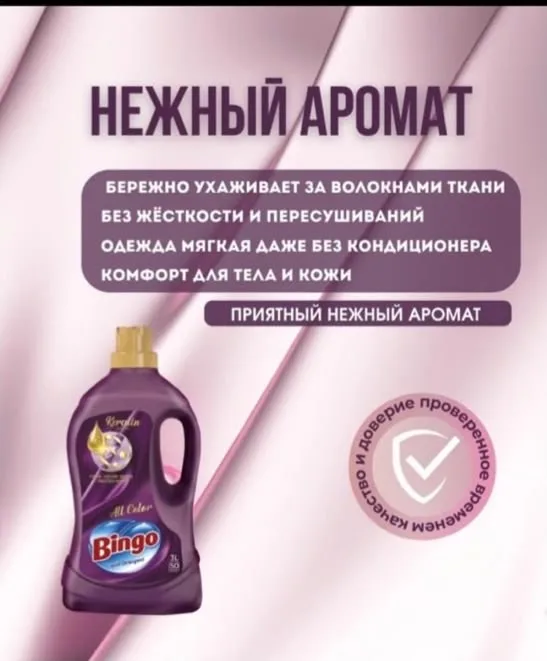 НЕЖНЫЙ АРОМАТ
БЕРЕЖНО УХАЖИВАЕТ ЗА ВОЛОКНАМИ ТКАНИ
БЕЗ ЖЁСТКОСТИ И ПЕРЕСУШИВАНИЙ
ОДЕЖДА МЯГКАЯ ДАЖЕ БЕЗ КОНДИЦИОНЕРА
КОМФОРТ ДЛЯ ТЕЛА И КОЖИ
ПРИЯТНЫЙ НЕЖНЫЙ АРОМАТ
качество и доверие проверенное временем
Keratin
All Color
Bingo
3L
50